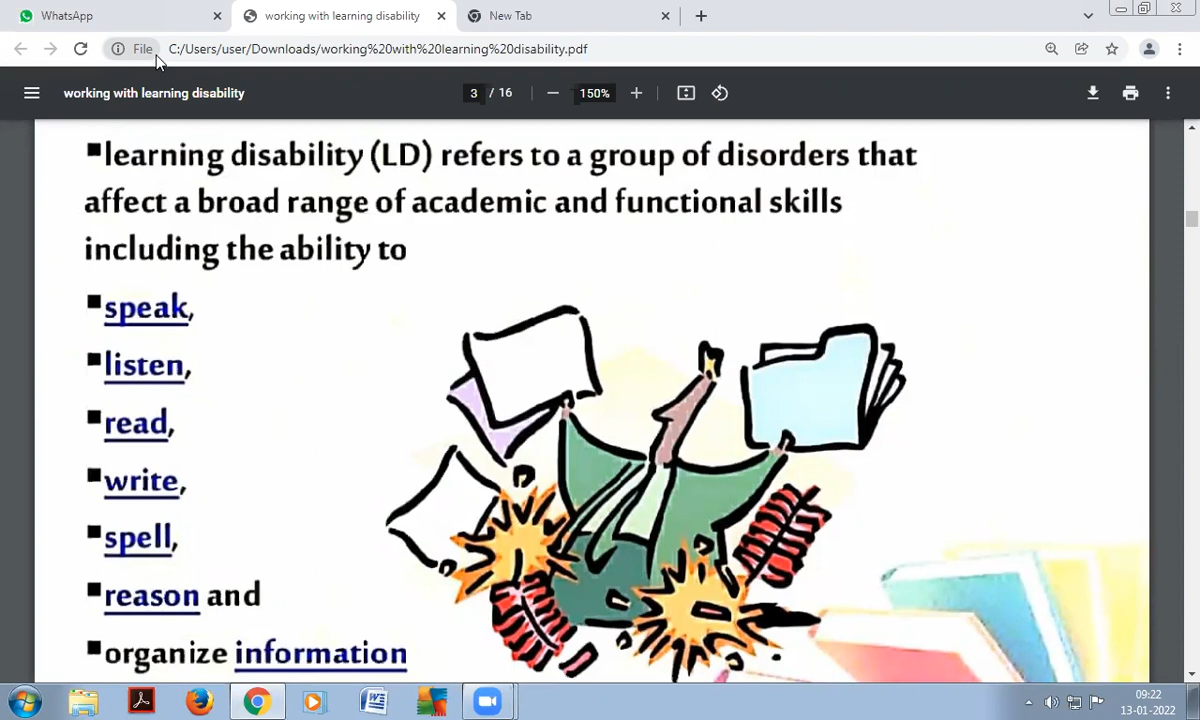 WhatsApp
working with learning disability
New Tab
File
C:/Users/user/Downloads/working%20with%20learning%20disability.pdf
working with learning disability
3 / 16
150%
▪learning disability (LD) refers to a group of disorders that
affect a broad range of academic and functional skills
including the ability to
▪speak,
▪listen,
▪read,
▪write,
▪spell,
▪reason and
▪organize information
09:22
13-01-2022